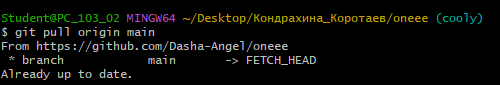 Student@PC_103_02 MINGW64 ~/Desktop/Кондрахина_Коротаев/oneee (cooly)
$ git pull origin main
From https://github.com/Dasha-Angel/oneee
 * branch            main       -> FETCH_HEAD
Already up to date.